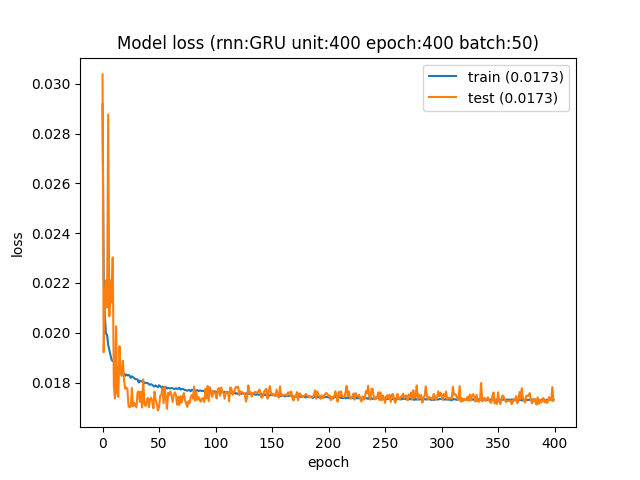 Model loss (rnn:GRU unit:400 epoch:400 batch:50)
train (0.0173)
test (0.0173)
0.030
0.028
0.026
0.024
0.022
0.020
0.018
loss
0 50 100 150 200 250 300 350 400
epoch